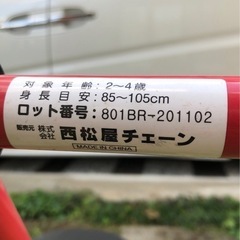 対象年齢：2～4歳
身長目安：85～105cm
ロット番号：801BR-201102
販売元 株式会社 西松屋チェーン
MADE IN CHINA